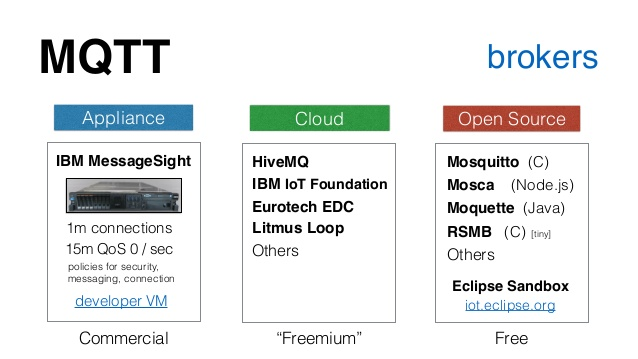 MQTT
brokers
Appliance
IBM MessageSight
1m connections
15m QoS 0 / sec
policies for security,
messaging, connection
developer VM
Commercial
Cloud
HiveMQ
IBM IoT Foundation
Eurotech EDC
Litmus Loop
Others
“Freemium”
Open Source
Mosquitto (C)
Mosca (Node.js)
Moquette (Java)
RSMB (C) [tiny]
Others
Eclipse Sandbox
iot.eclipse.org
Free